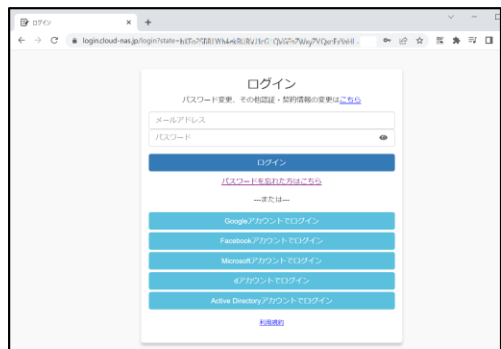 ログイン
login.cloud-nas.jp/login?state=
ログイン
パスワード変更、その他認証・契約情報の変更はこちら
メールアドレス
パスワード
ログイン
パスワードを忘れた方はこちら
---または---
Googleアカウントでログイン
Facebookアカウントでログイン
Microsoftアカウントでログイン
dアカウントでログイン
Active Directoryアカウントでログイン
利用規約